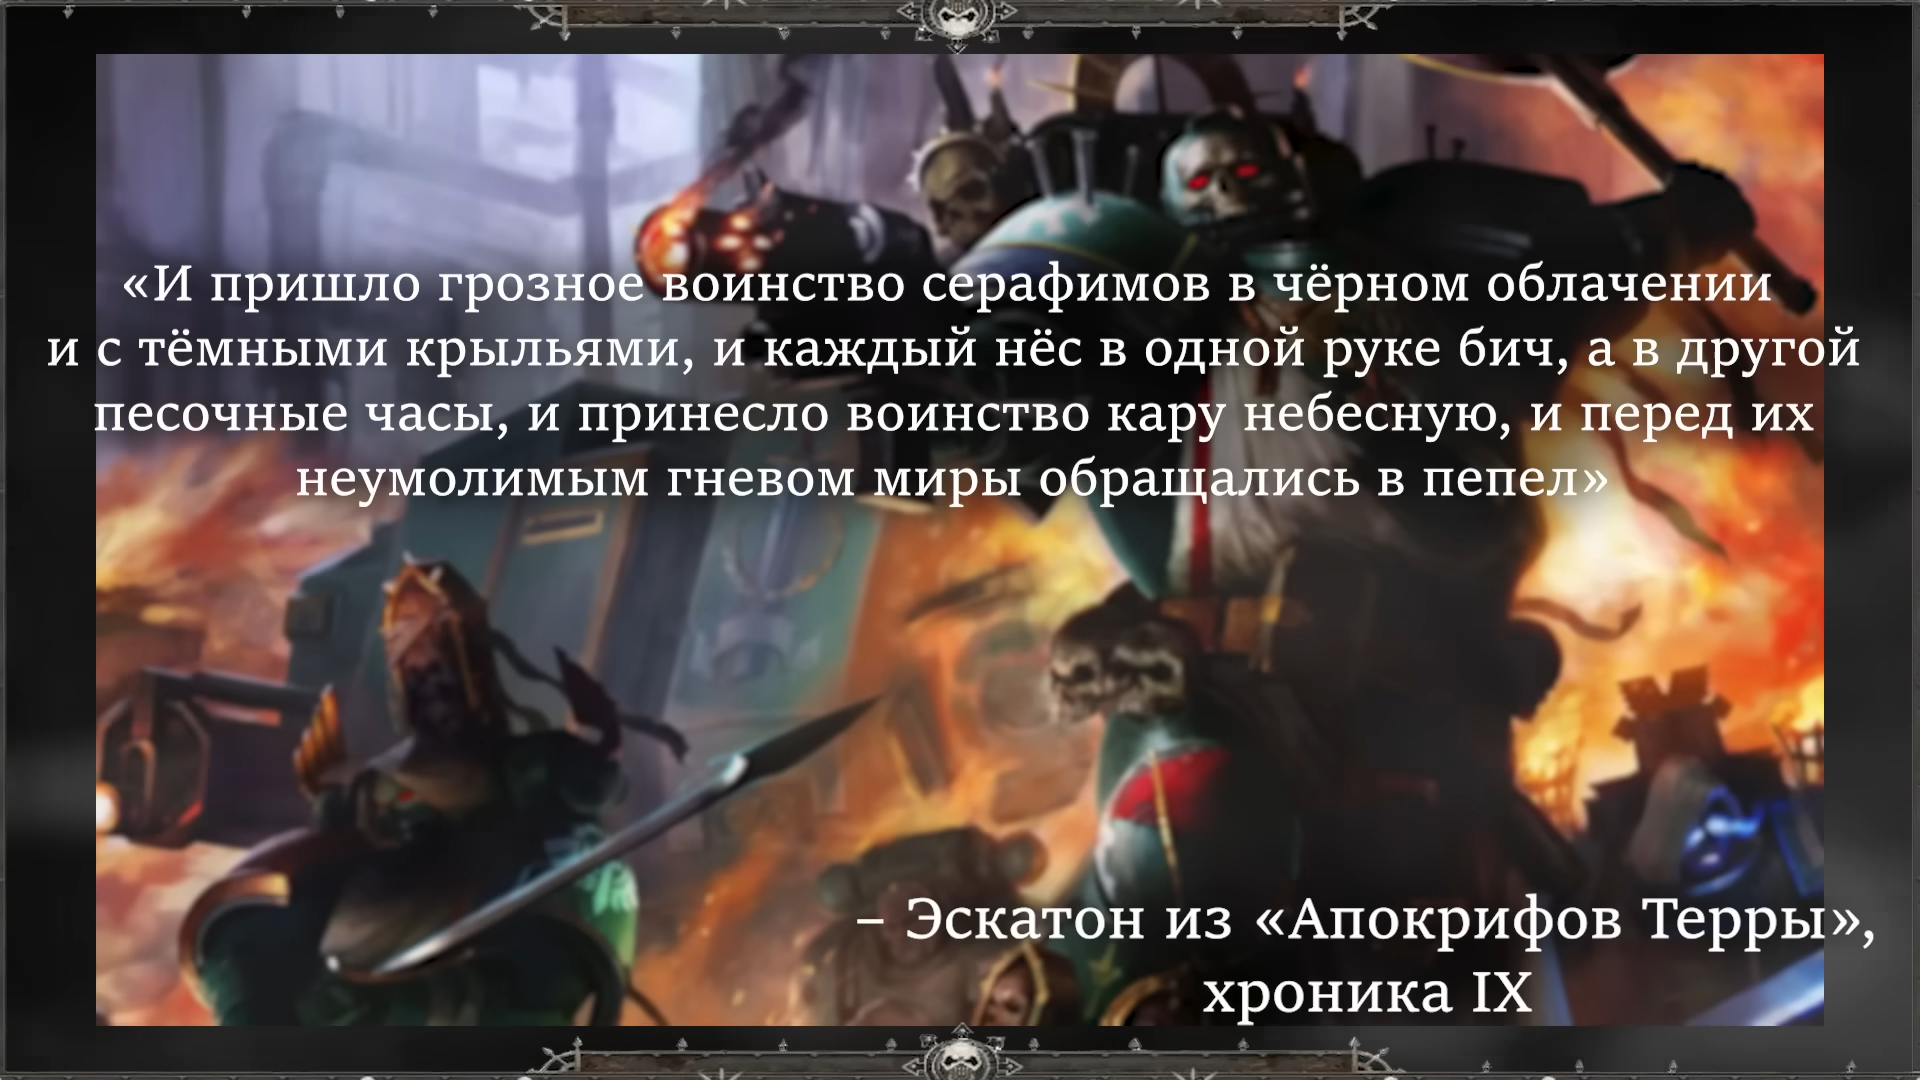 «И пришло грозное воинство серафимов в чёрном облачении
и с тёмными крыльями, и каждый нёс в одной руке бич, а в другой
песочные часы, и принесло воинство кару небесную, и перед их
неумолимым гневом миры обращались в пепел»
– Эскатон из «Апокрифов Терры»,
хроника IX